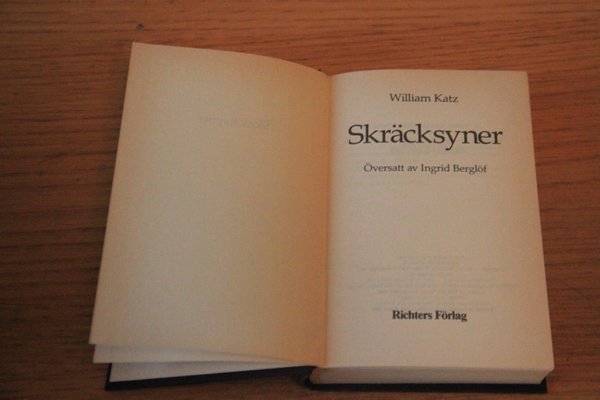 William Katz
Skräcksyner
Översatt av Ingrid Berglöf
Richters Förlag